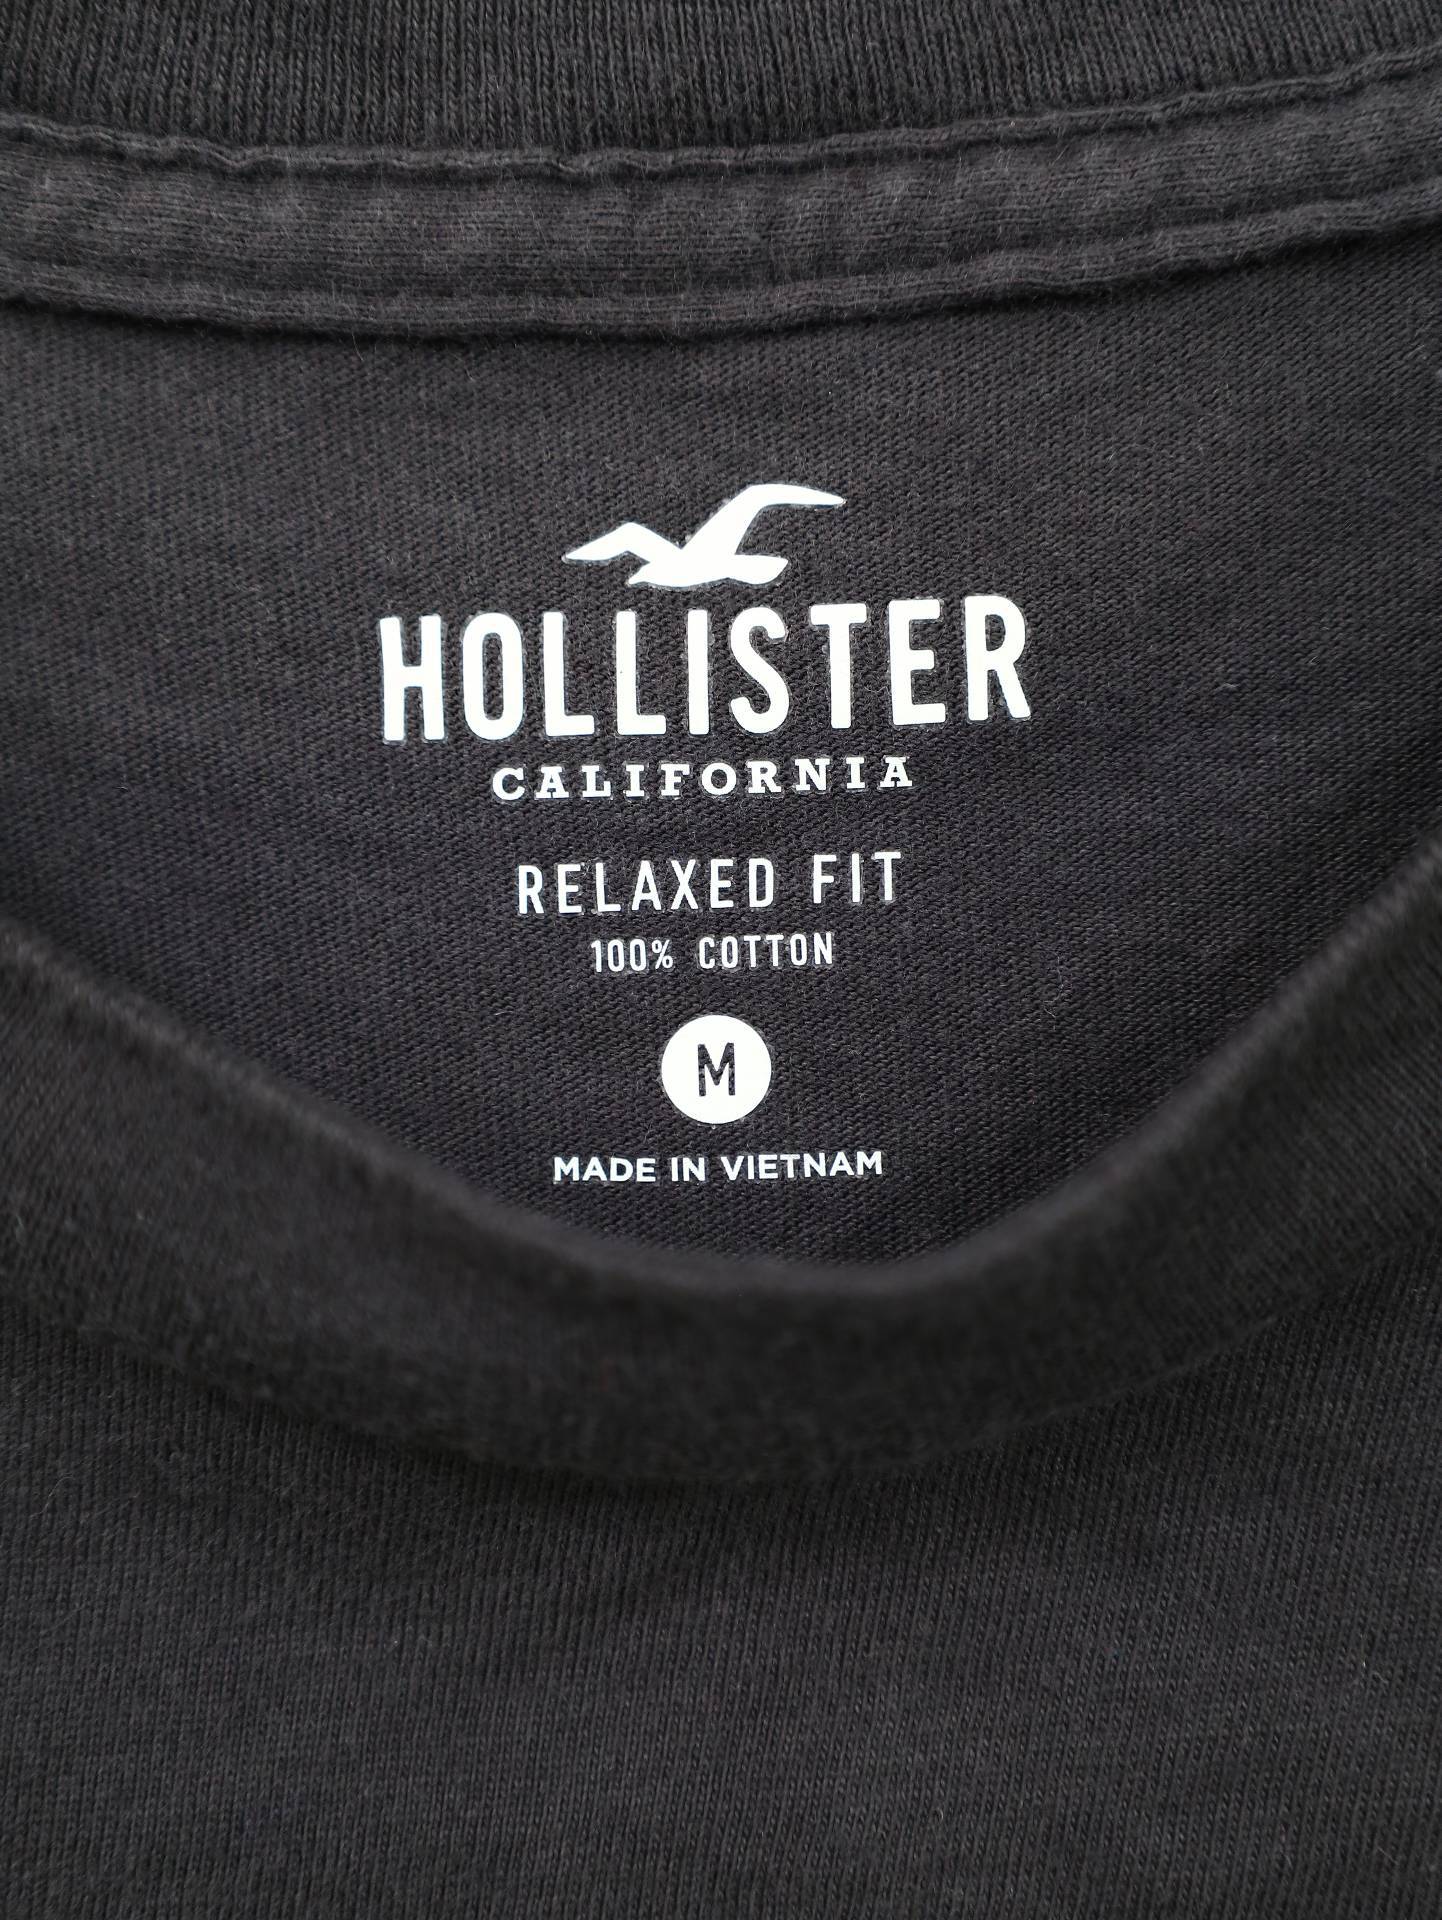 HOLLISTER
CALIFORNIA
RELAXED FIT
100% COTTON
M
MADE IN VIETNAM